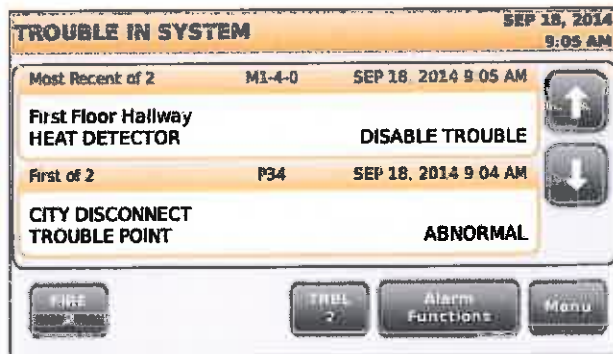 TROUBLE IN SYSTEM
SEP 18, 2014
9:05 AM
Most Recent of 2 M1-4-0 SEP 18, 2014 9 05 AM
First Floor Hallway
HEAT DETECTOR DISABLE TROUBLE
First of 2 P34 SEP 18, 2014 9 04 AM
CITY DISCONNECT
TROUBLE POINT ABNORMAL
FIRE
TRBL
2
Alarm
Functions
Menu